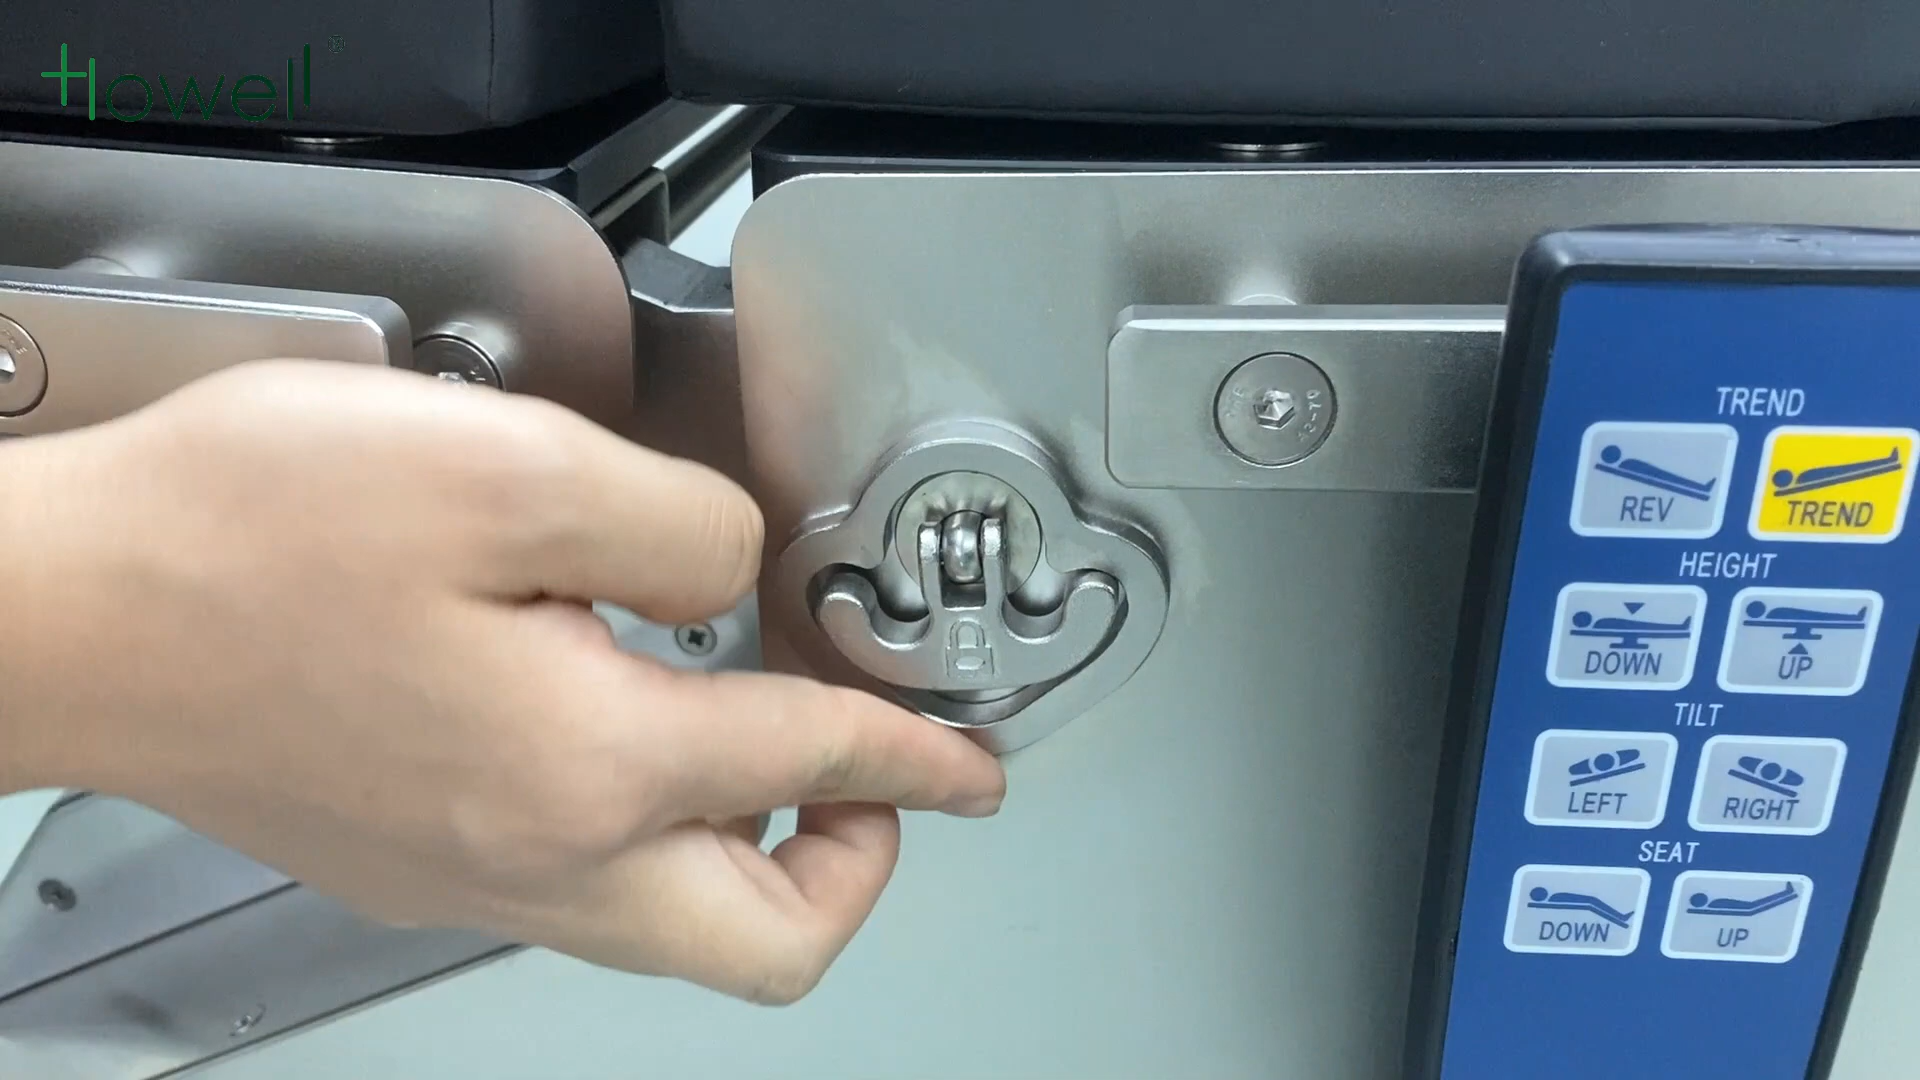 Howell®
TREND
REV
TREND
HEIGHT
DOWN
UP
TILT
LEFT
RIGHT
SEAT
DOWN
UP